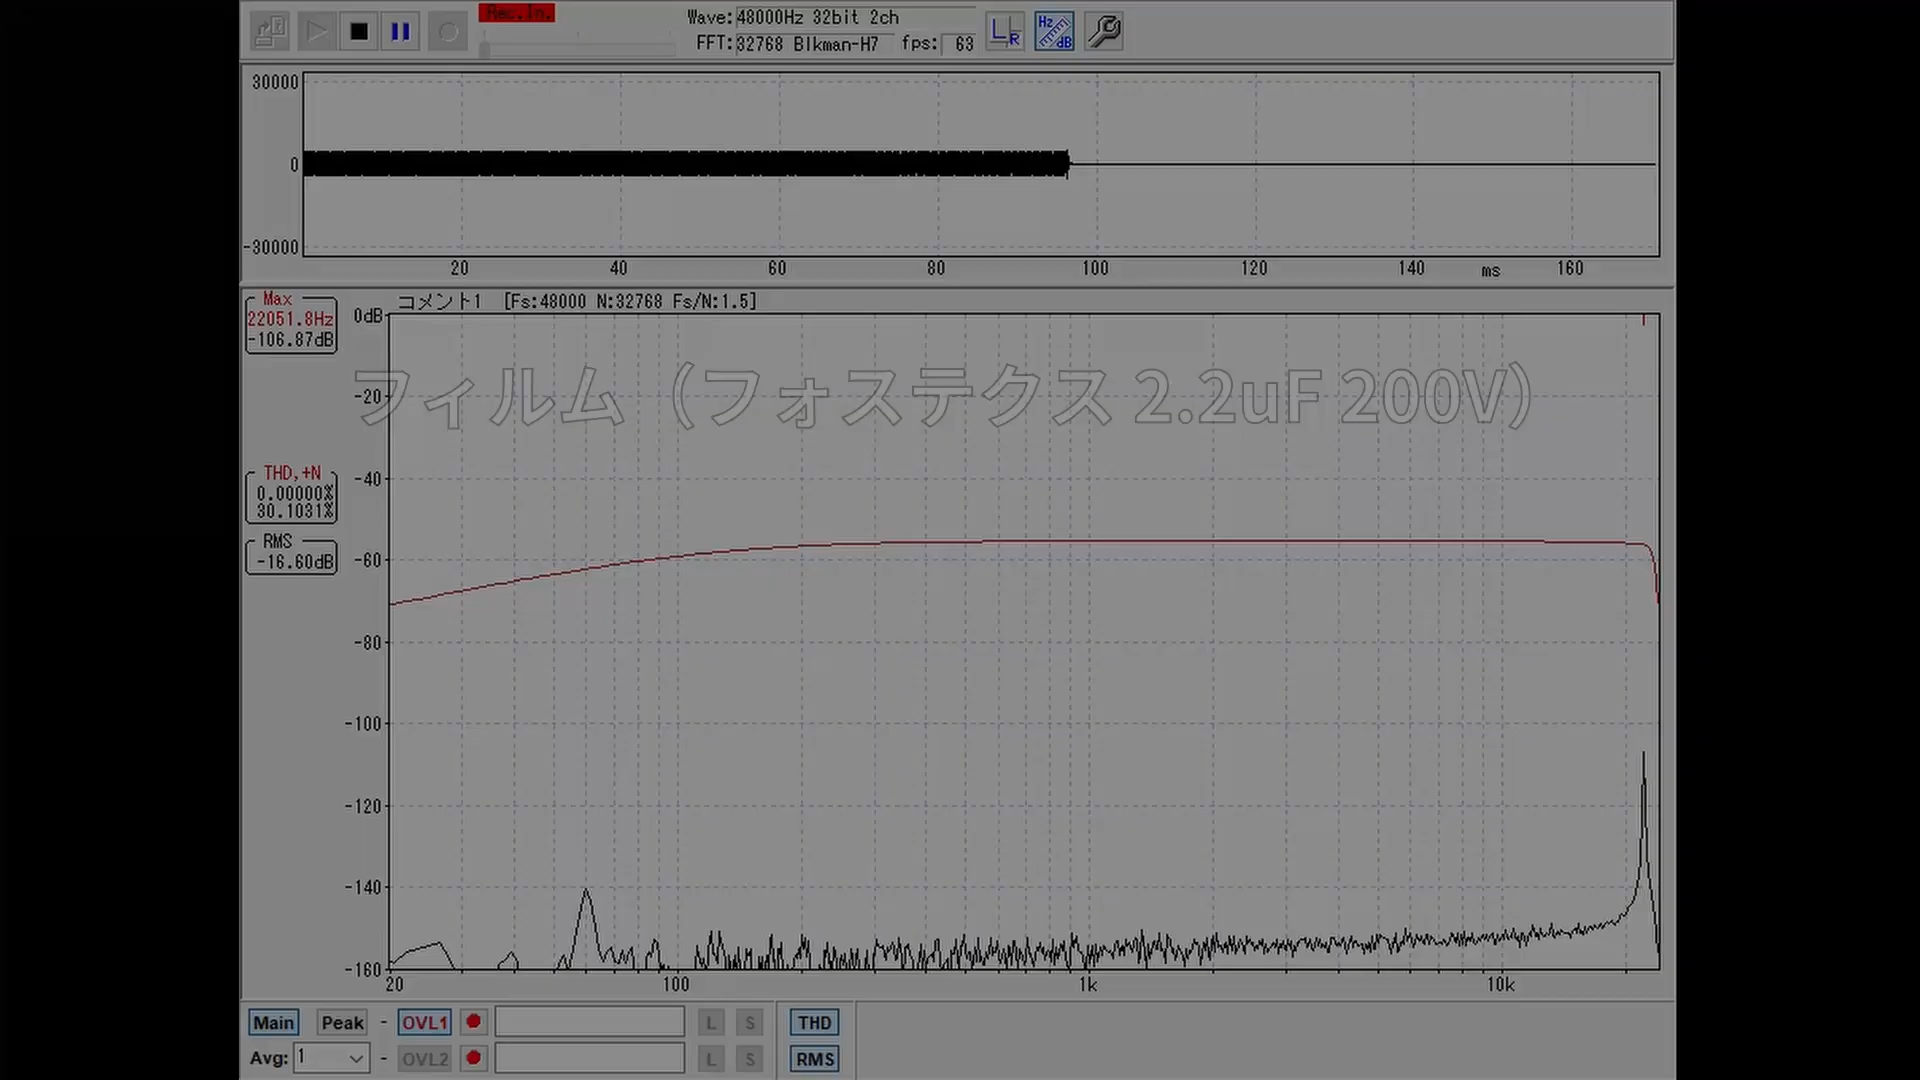 Rec.In.
Wave:48000Hz 32bit 2ch
FFT:32768 Blkman-H7 fps: 63
L R
Hz dB
30000
0
-30000
20 40 60 80 100 120 140 ms 160
Max
22051.8Hz
-106.87dB
THD,+N
0.00000%
30.1031%
RMS
-16.60dB
コメント1 [Fs:48000 N:32768 Fs/N:1.5]
0dB
-20
-40
-60
-80
-100
-120
-140
-160
20 100 1k 10k
フィルム（フォステクス 2.2uF 200V）
Main Peak - OVL1 L S THD
Avg: 1 - OVL2 L S RMS